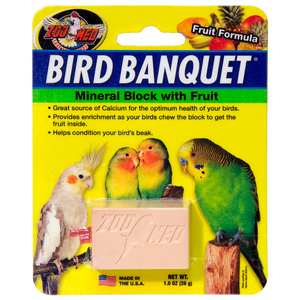 ZOO MED
Fruit Formula
BIRD BANQUET®
Mineral Block with Fruit
• Great source of Calcium for the optimum health of your birds.
• Provides enrichment as your birds chew the block to get the
fruit inside.
• Helps condition your bird's beak.
ZOO MED
MADE IN THE U.S.A.
NET WT.
1.0 OZ (28 g)